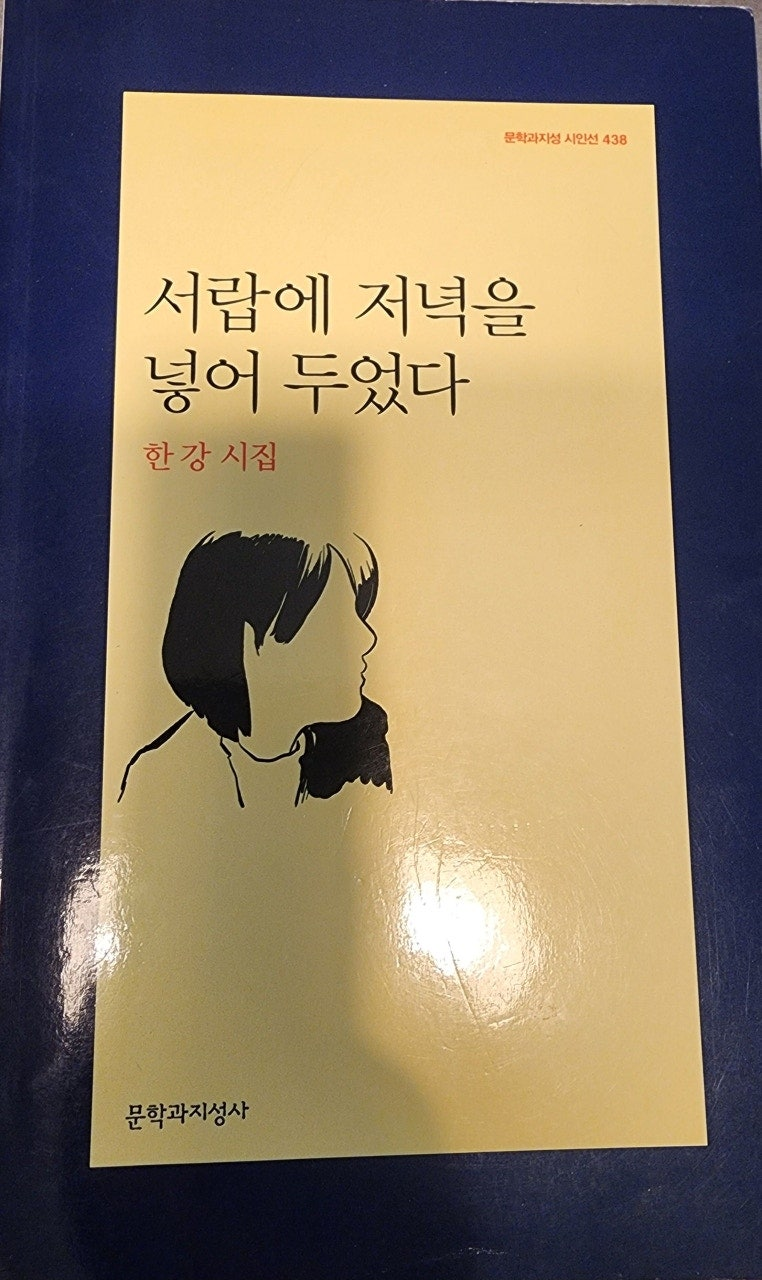 문학과지성 시인선 438
서랍에 저녁을
넣어 두었다
한 강 시집
문학과지성사